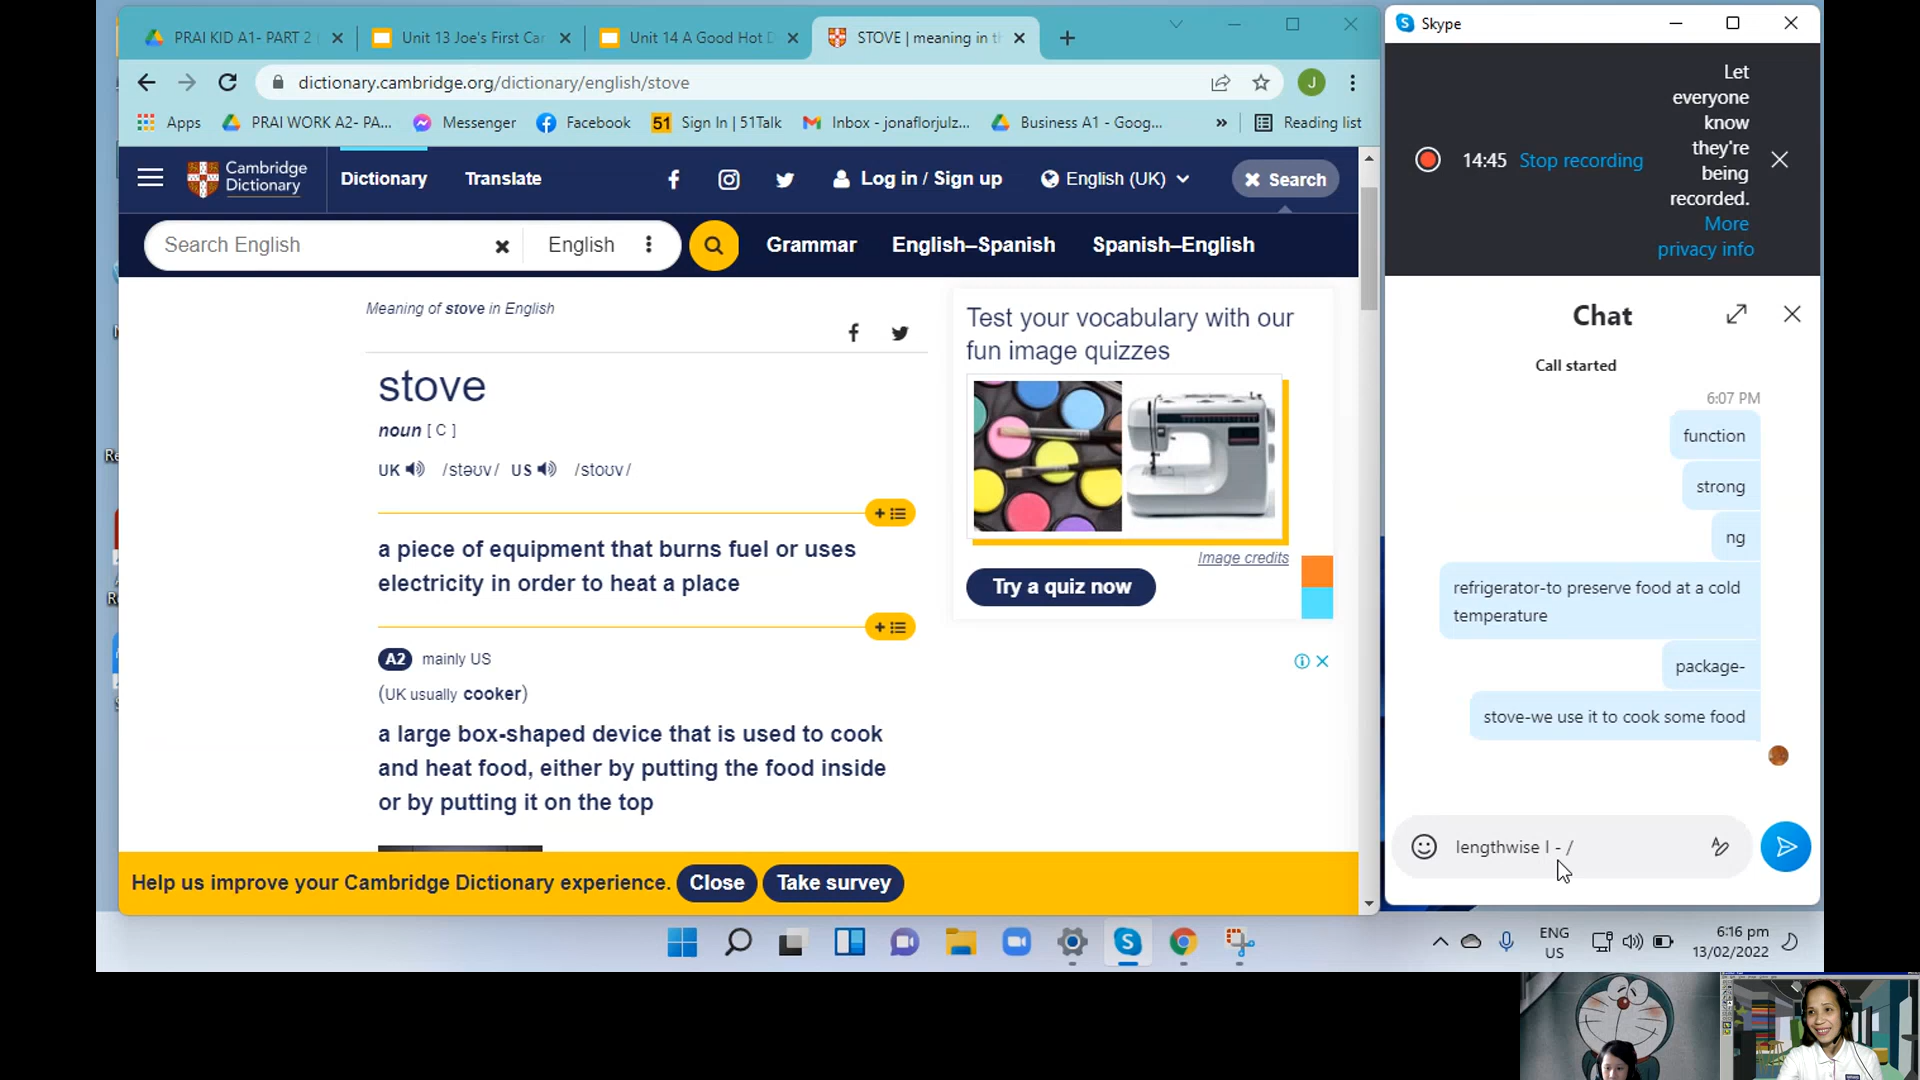 PRAI KID A1- PART 2
Unit 13 Joe's First Car
Unit 14 A Good Hot D
STOVE | meaning in th
dictionary.cambridge.org/dictionary/english/stove
J
Apps
PRAI WORK A2- PA...
Messenger
Facebook
51
Sign In | 51Talk
Inbox - jonaflorjulz...
Business A1 - Goog...
»
Reading list
Cambridge
Dictionary
Dictionary
Translate
Log in / Sign up
English (UK)
Search
Search English
English
Grammar
English–Spanish
Spanish–English
Meaning of stove in English
stove
noun [ C ]
UK /stəʊv/ US /stoʊv/
a piece of equipment that burns fuel or uses
electricity in order to heat a place
A2 mainly US
(UK usually cooker)
a large box-shaped device that is used to cook
and heat food, either by putting the food inside
or by putting it on the top
Test your vocabulary with our
fun image quizzes
Image credits
Try a quiz now
Help us improve your Cambridge Dictionary experience.
Close
Take survey
Skype
14:45
Stop recording
Let
everyone
know
they're
being
recorded.
More
privacy info
Chat
Call started
6:07 PM
function
strong
ng
refrigerator-to preserve food at a cold
temperature
package-
stove-we use it to cook some food
lengthwise l - /
ENG
US
6:16 pm
13/02/2022